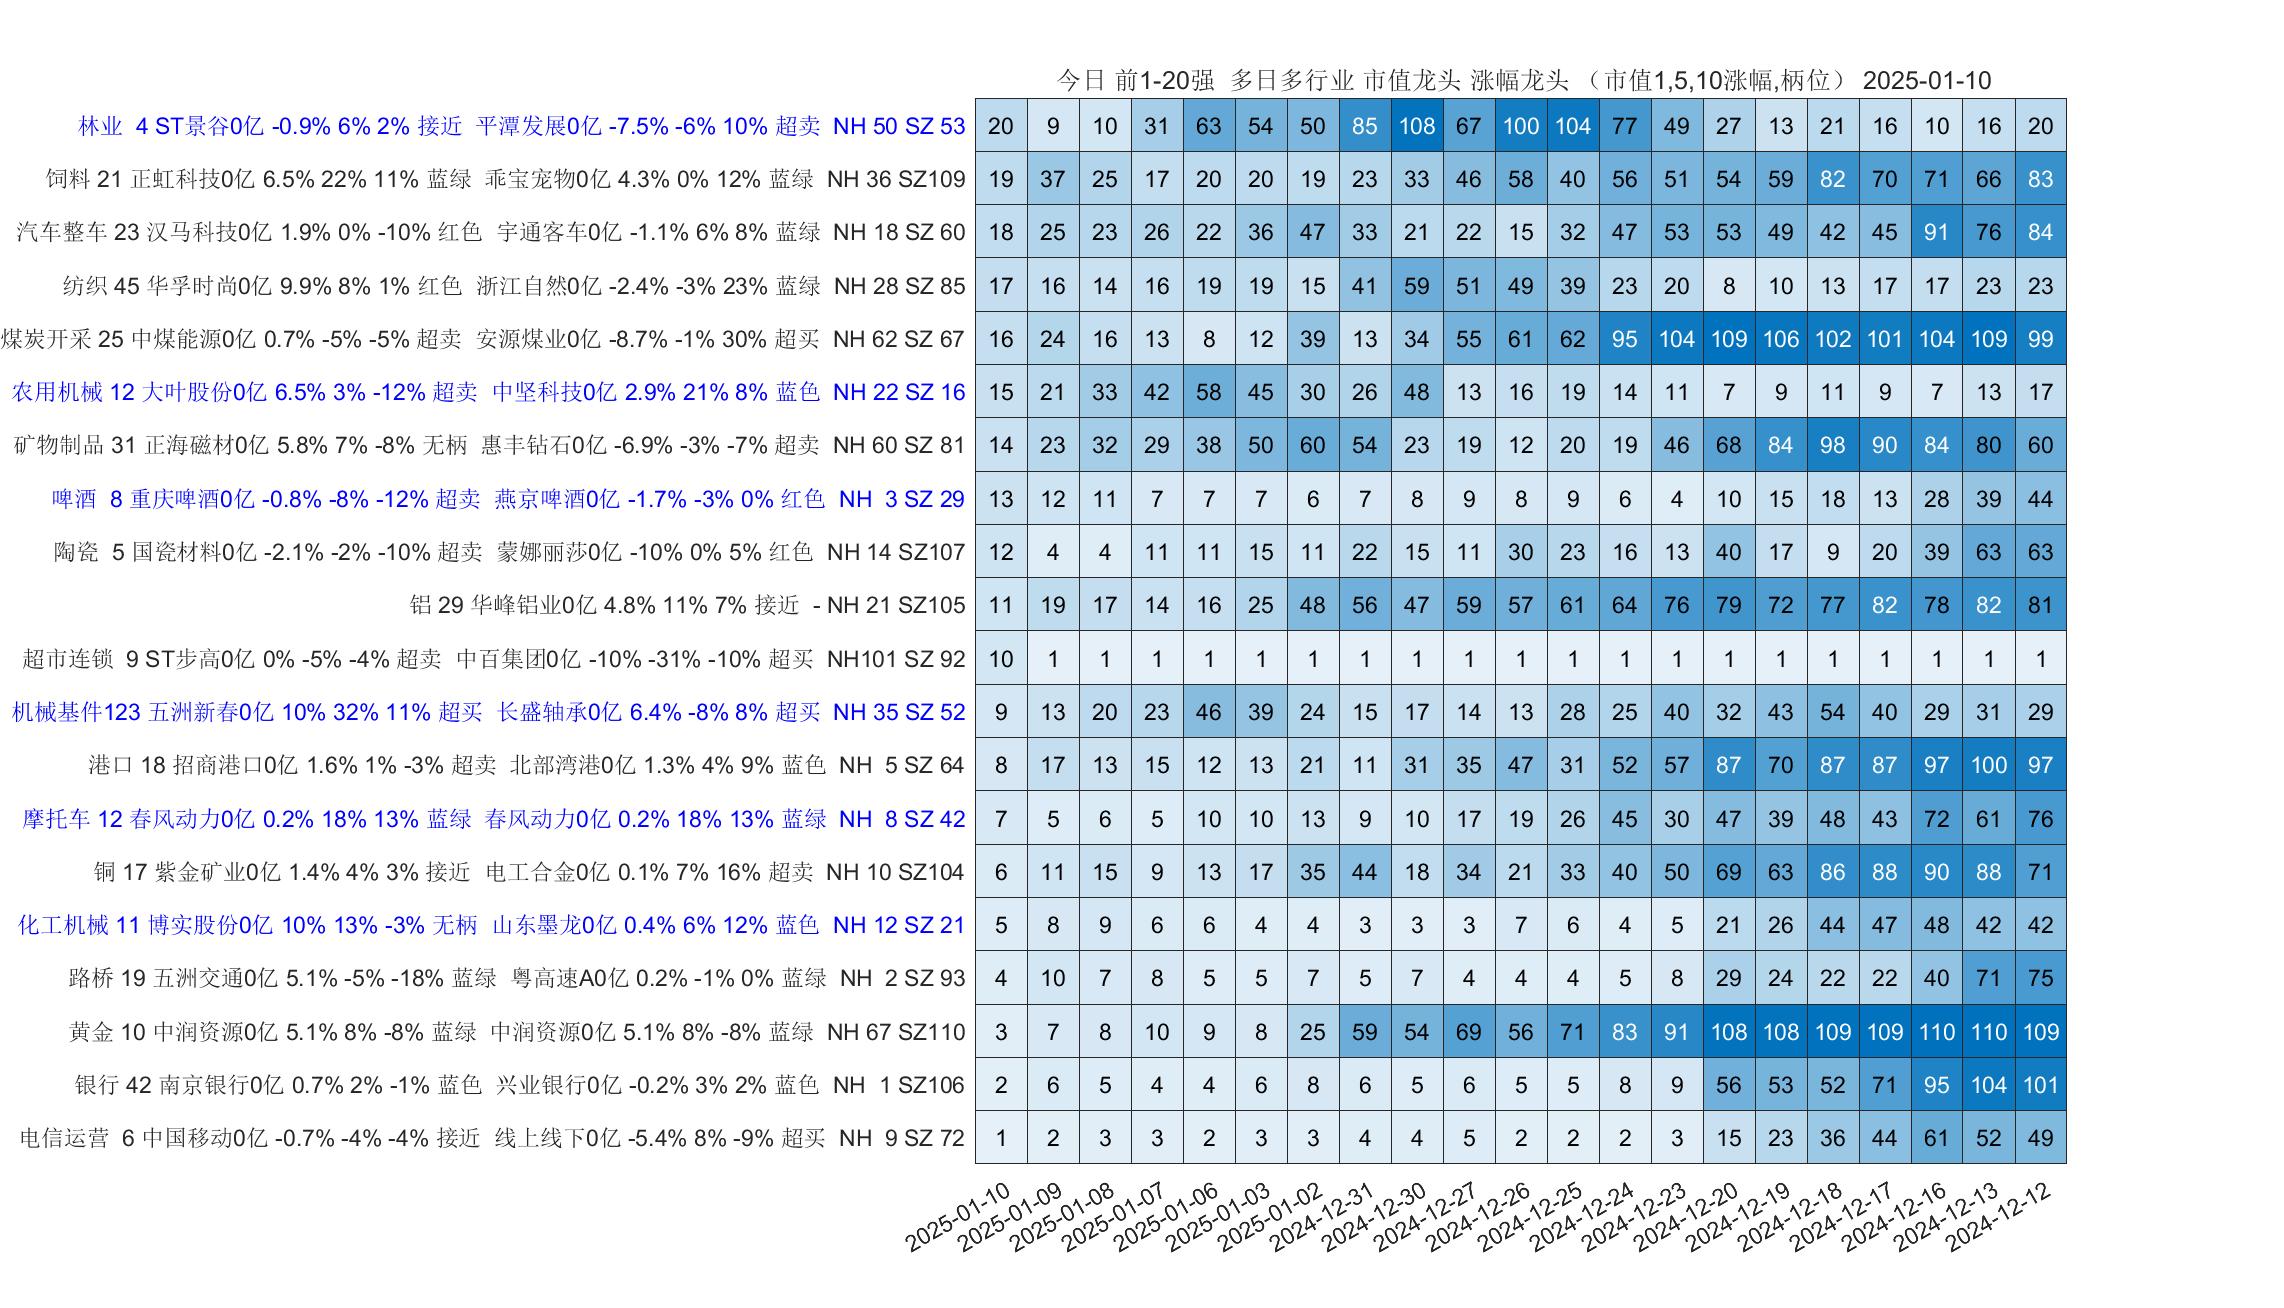 今日 前1-20强 多日多行业 市值龙头 涨幅龙头 （市值1,5,10涨幅,柄位） 2025-01-10
林业 4 ST景谷0亿 -0.9% 6% 2% 接近 平潭发展0亿 -7.5% -6% 10% 超卖 NH 50 SZ 53 20 9 10 31 63 54 50 85 108 67 100 104 77 49 27 13 21 16 10 16 20
饲料 21 正虹科技0亿 6.5% 22% 11% 蓝绿 乖宝宠物0亿 4.3% 0% 12% 蓝绿 NH 36 SZ109 19 37 25 17 20 20 19 23 33 46 58 40 56 51 54 59 82 70 71 66 83
汽车整车 23 汉马科技0亿 1.9% 0% -10% 红色 宇通客车0亿 -1.1% 6% 8% 蓝绿 NH 18 SZ 60 18 25 23 26 22 36 47 33 21 22 15 32 47 53 53 49 42 45 91 76 84
纺织 45 华孚时尚0亿 9.9% 8% 1% 红色 浙江自然0亿 -2.4% -3% 23% 蓝绿 NH 28 SZ 85 17 16 14 16 19 19 15 41 59 51 49 39 23 20 8 10 13 17 17 23 23
煤炭开采 25 中煤能源0亿 0.7% -5% -5% 超卖 安源煤业0亿 -8.7% -1% 30% 超买 NH 62 SZ 67 16 24 16 13 8 12 39 13 34 55 61 62 95 104 109 106 102 101 104 109 99
农用机械 12 大叶股份0亿 6.5% 3% -12% 超卖 中坚科技0亿 2.9% 21% 8% 蓝色 NH 22 SZ 16 15 21 33 42 58 45 30 26 48 13 16 19 14 11 7 9 11 9 7 13 17
矿物制品 31 正海磁材0亿 5.8% 7% -8% 无柄 惠丰钻石0亿 -6.9% -3% -7% 超卖 NH 60 SZ 81 14 23 32 29 38 50 60 54 23 19 12 20 19 46 68 84 98 90 84 80 60
啤酒 8 重庆啤酒0亿 -0.8% -8% -12% 超卖 燕京啤酒0亿 -1.7% -3% 0% 红色 NH 3 SZ 29 13 12 11 7 7 7 6 7 8 9 8 9 6 4 10 15 18 13 28 39 44
陶瓷 5 国瓷材料0亿 -2.1% -2% -10% 超卖 蒙娜丽莎0亿 -10% 0% 5% 红色 NH 14 SZ107 12 4 4 11 11 15 11 22 15 11 30 23 16 13 40 17 9 20 39 63 63
铝 29 华峰铝业0亿 4.8% 11% 7% 接近 - NH 21 SZ105 11 19 17 14 16 25 48 56 47 59 57 61 64 76 79 72 77 82 78 82 81
超市连锁 9 ST步高0亿 0% -5% -4% 超卖 中百集团0亿 -10% -31% -10% 超买 NH101 SZ 92 10 1 1 1 1 1 1 1 1 1 1 1 1 1 1 1 1 1 1 1 1
机械基件123 五洲新春0亿 10% 32% 11% 超买 长盛轴承0亿 6.4% -8% 8% 超买 NH 35 SZ 52 9 13 20 23 46 39 24 15 17 14 13 28 25 40 32 43 54 40 29 31 29
港口 18 招商港口0亿 1.6% 1% -3% 超卖 北部湾港0亿 1.3% 4% 9% 蓝色 NH 5 SZ 64 8 17 13 15 12 13 21 11 31 35 47 31 52 57 87 70 87 87 97 100 97
摩托车 12 春风动力0亿 0.2% 18% 13% 蓝绿 春风动力0亿 0.2% 18% 13% 蓝绿 NH 8 SZ 42 7 5 6 5 10 10 13 9 10 17 19 26 45 30 47 39 48 43 72 61 76
铜 17 紫金矿业0亿 1.4% 4% 3% 接近 电工合金0亿 0.1% 7% 16% 超卖 NH 10 SZ104 6 11 15 9 13 17 35 44 18 34 21 33 40 50 69 63 86 88 90 88 71
化工机械 11 博实股份0亿 10% 13% -3% 无柄 山东墨龙0亿 0.4% 6% 12% 蓝色 NH 12 SZ 21 5 8 9 6 6 4 4 3 3 3 7 6 4 5 21 26 44 47 48 42 42
路桥 19 五洲交通0亿 5.1% -5% -18% 蓝绿 粤高速A0亿 0.2% -1% 0% 蓝绿 NH 2 SZ 93 4 10 7 8 5 5 7 5 7 4 4 4 5 8 29 24 22 22 40 71 75
黄金 10 中润资源0亿 5.1% 8% -8% 蓝绿 中润资源0亿 5.1% 8% -8% 蓝绿 NH 67 SZ110 3 7 8 10 9 8 25 59 54 69 56 71 83 91 108 108 109 109 110 110 109
银行 42 南京银行0亿 0.7% 2% -1% 蓝色 兴业银行0亿 -0.2% 3% 2% 蓝色 NH 1 SZ106 2 6 5 4 4 6 8 6 5 6 5 5 8 9 56 53 52 71 95 104 101
电信运营 6 中国移动0亿 -0.7% -4% -4% 接近 线上线下0亿 -5.4% 8% -9% 超买 NH 9 SZ 72 1 2 3 3 2 3 3 4 4 5 2 2 2 3 15 23 36 44 61 52 49
2025-01-10 2025-01-09 2025-01-08 2025-01-07 2025-01-06 2025-01-03 2025-01-02 2024-12-31 2024-12-30 2024-12-27 2024-12-26 2024-12-25 2024-12-24 2024-12-23 2024-12-20 2024-12-19 2024-12-18 2024-12-17 2024-12-16 2024-12-13 2024-12-12